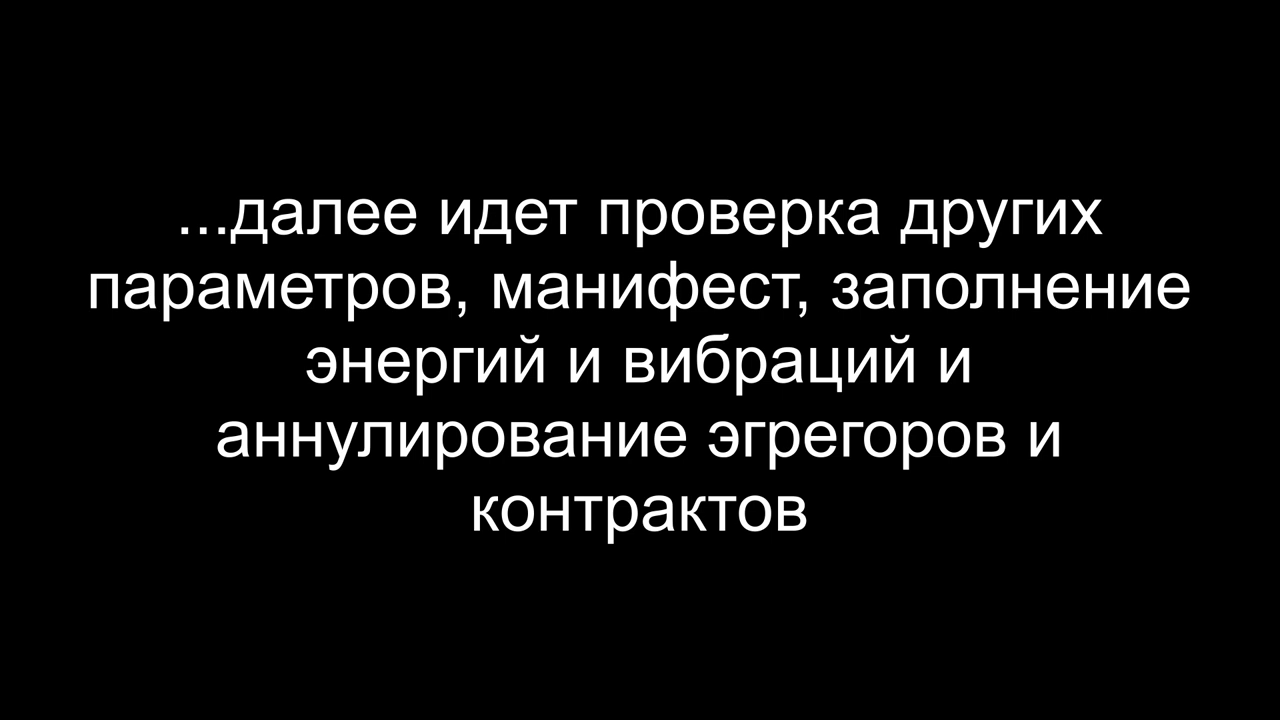 ...далее идет проверка других
параметров, манифест, заполнение
энергий и вибраций и
аннулирование эгрегоров и
контрактов